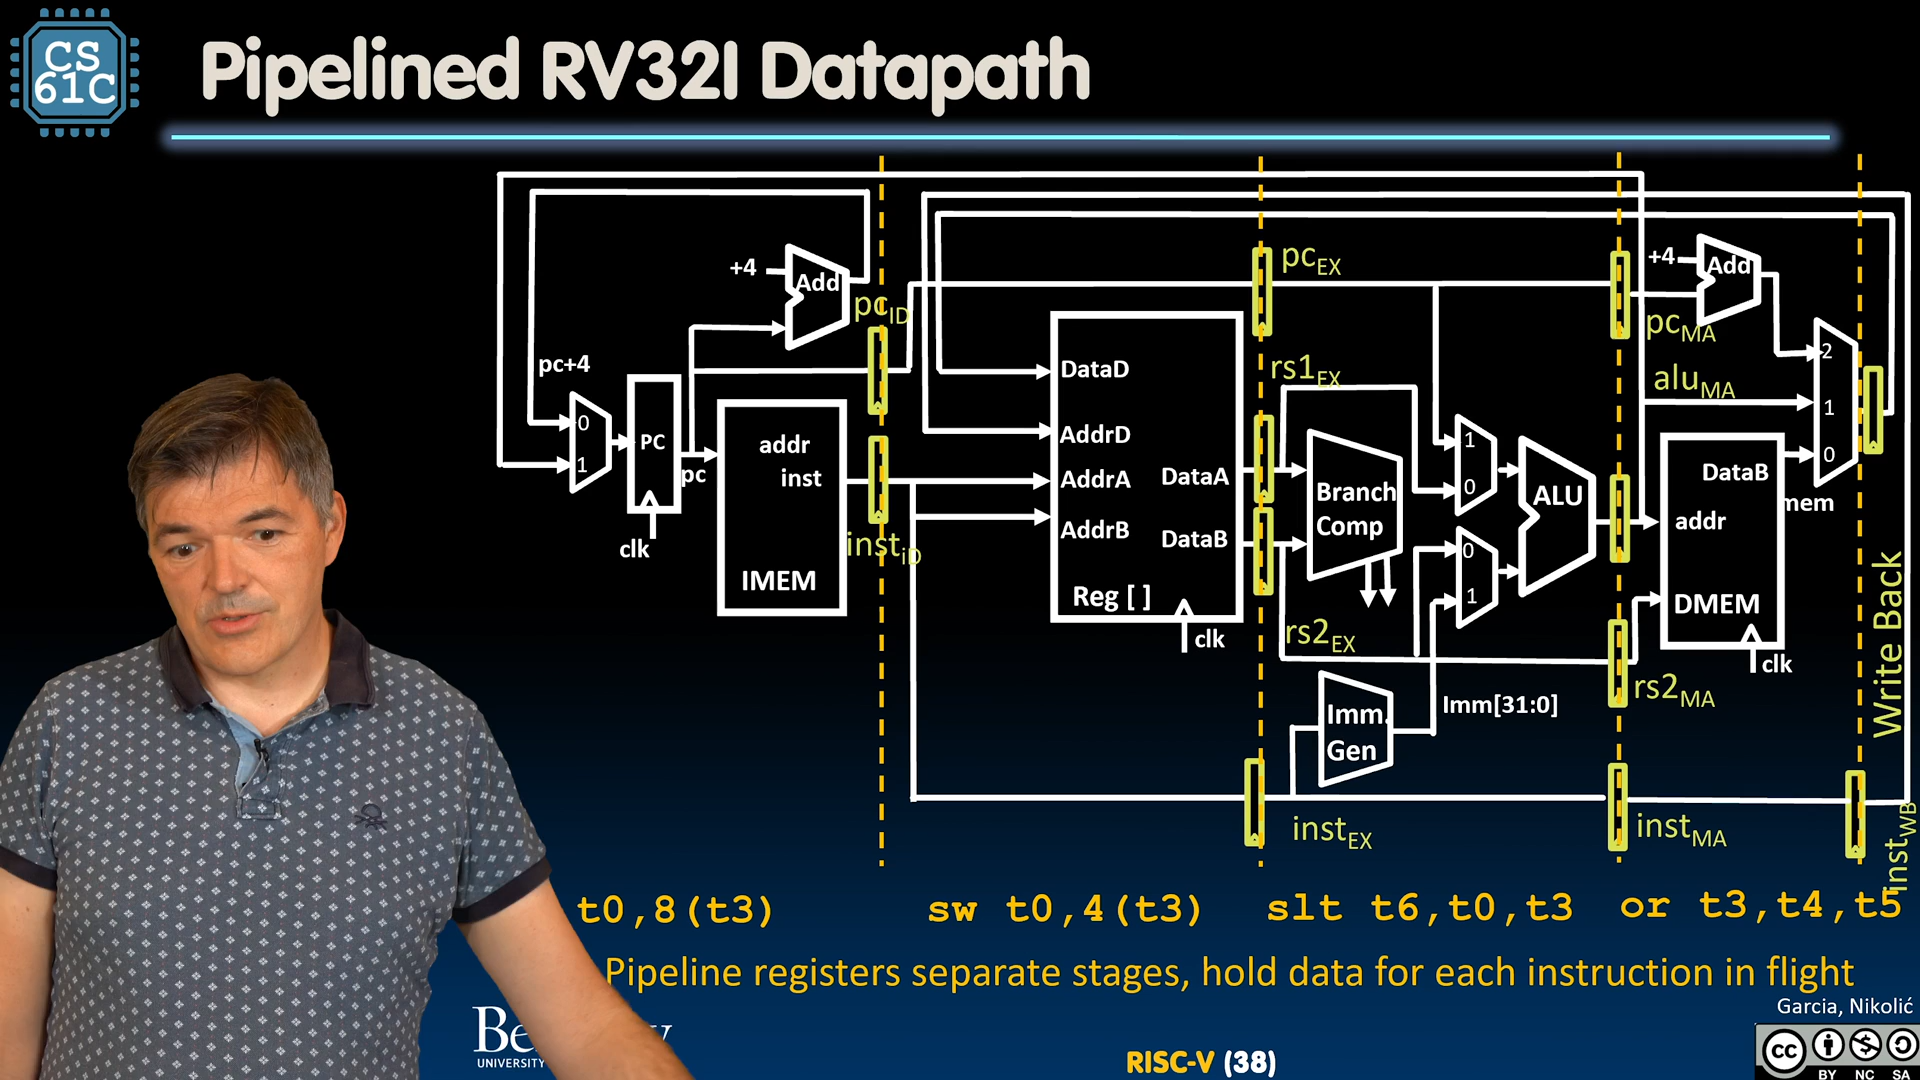 CS
61C
Pipelined RV32I Datapath
+4
Add
pc+4
0
1
PC
clk
pc
addr
inst
IMEM
pcID
instiD
DataD
AddrD
AddrA
AddrB
DataA
DataB
Reg [ ]
clk
pcEX
rs1EX
rs2EX
Branch
Comp
1
0
0
1
ALU
Imm.
Gen
Imm[31:0]
instEX
+4
Add
pcMA
aluMA
2
1
0
DataB
mem
addr
DMEM
clk
rs2MA
instMA
Write Back
instWB
t0,8(t3)
sw t0,4(t3)
slt t6,t0,t3
or t3,t4,t5
Pipeline registers separate stages, hold data for each instruction in flight
Garcia, Nikolić
UNIVERSITY
RISC-V (38)
cc
BY NC SA